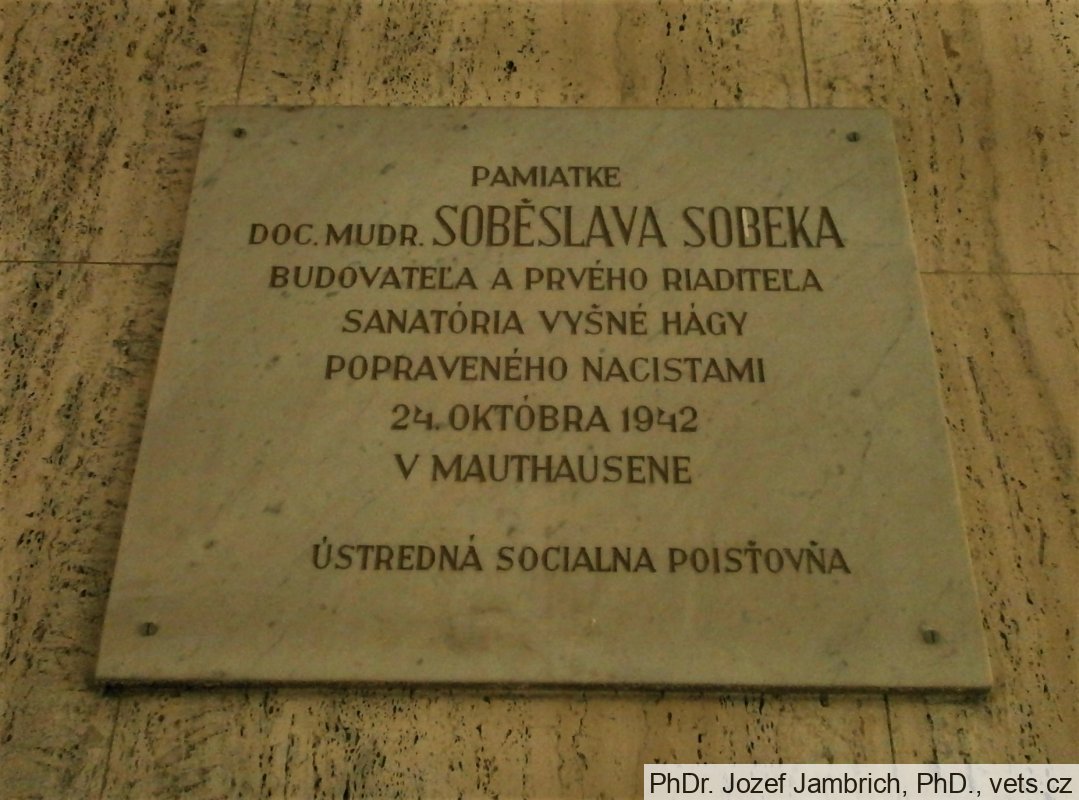 PAMIATKE
DOC. MUDR. SOBĚSLAVA SOBEKA
BUDOVATEĽA A PRVÉHO RIADITEĽA
SANATÓRIA VYŠNÉ HÁGY
POPRAVENÉHO NACISTAMI
24. OKTÓBRA 1942
V MAUTHAUSENE
ÚSTREDNÁ SOCIALNA POISŤOVŇA
PhDr. Jozef Jambrich, PhD., vets.cz